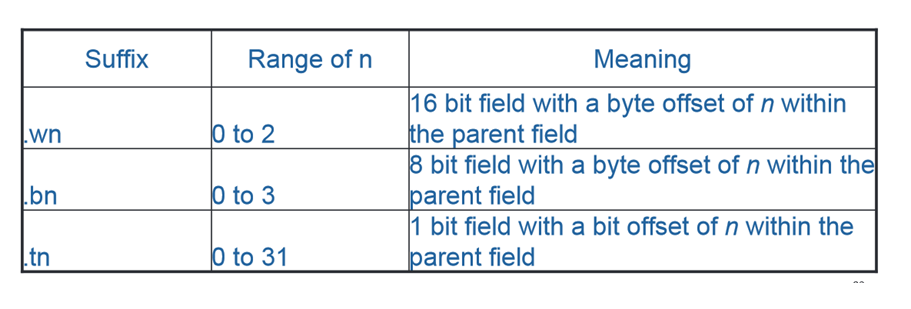 Suffix Range of n Meaning
16 bit field with a byte offset of n within
.wn 0 to 2 the parent field
8 bit field with a byte offset of n within the
.bn 0 to 3 parent field
1 bit field with a bit offset of n within the
.tn 0 to 31 parent field